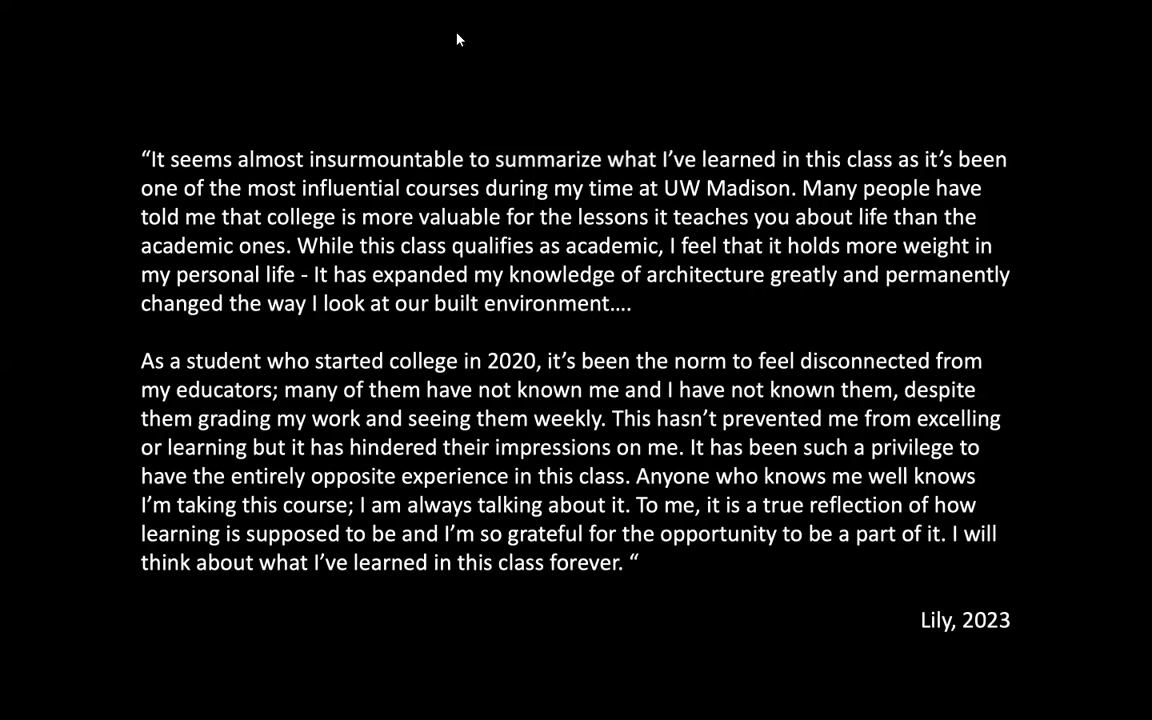 “It seems almost insurmountable to summarize what I’ve learned in this class as it’s been
one of the most influential courses during my time at UW Madison. Many people have
told me that college is more valuable for the lessons it teaches you about life than the
academic ones. While this class qualifies as academic, I feel that it holds more weight in
my personal life - It has expanded my knowledge of architecture greatly and permanently
changed the way I look at our built environment….
As a student who started college in 2020, it’s been the norm to feel disconnected from
my educators; many of them have not known me and I have not known them, despite
them grading my work and seeing them weekly. This hasn’t prevented me from excelling
or learning but it has hindered their impressions on me. It has been such a privilege to
have the entirely opposite experience in this class. Anyone who knows me well knows
I’m taking this course; I am always talking about it. To me, it is a true reflection of how
learning is supposed to be and I’m so grateful for the opportunity to be a part of it. I will
think about what I’ve learned in this class forever. “
Lily, 2023